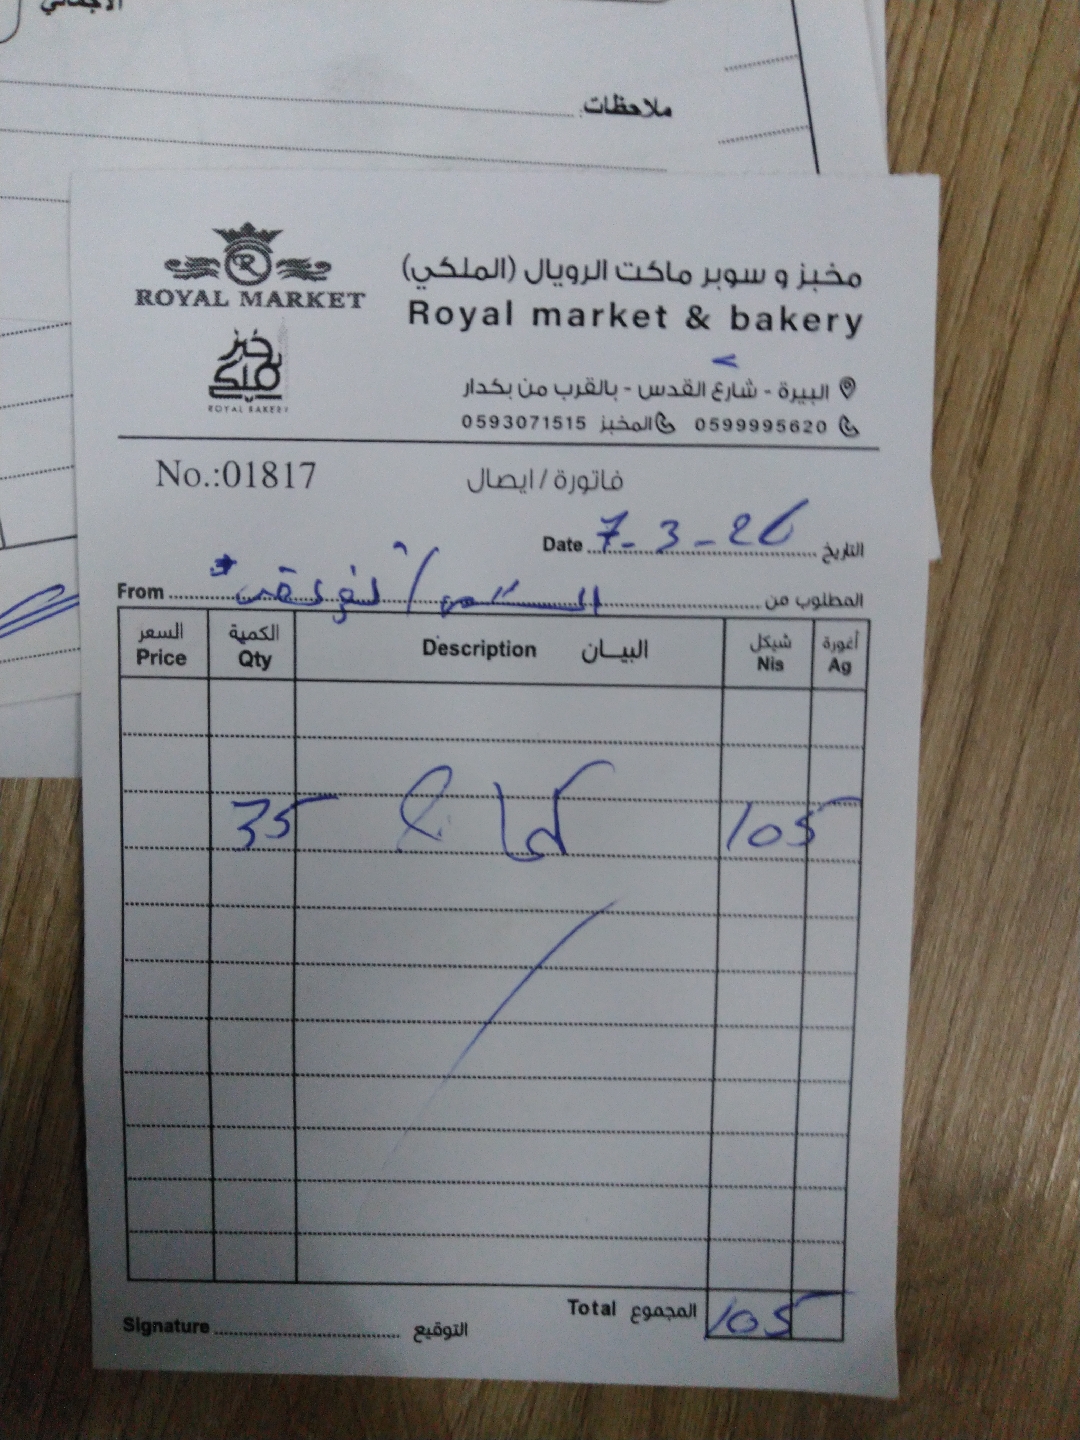 الاجمالي
ملاحظات
ROYAL MARKET
ROYAL BAKERY
مخبز و سوبر ماكت الرويال (الملكي)
Royal market & bakery
البيرة - شارع القدس - بالقرب من بكدار
0599995620 المخبز 0593071515
No.:01817
فاتورة / ايصال
Date 7-3-26 التاريخ
From المطلوب من
السعر الكمية البيان شيكل أغورة
Price Qty Description Nis Ag
35 105
Total المجموع 105
Signature التوقيع